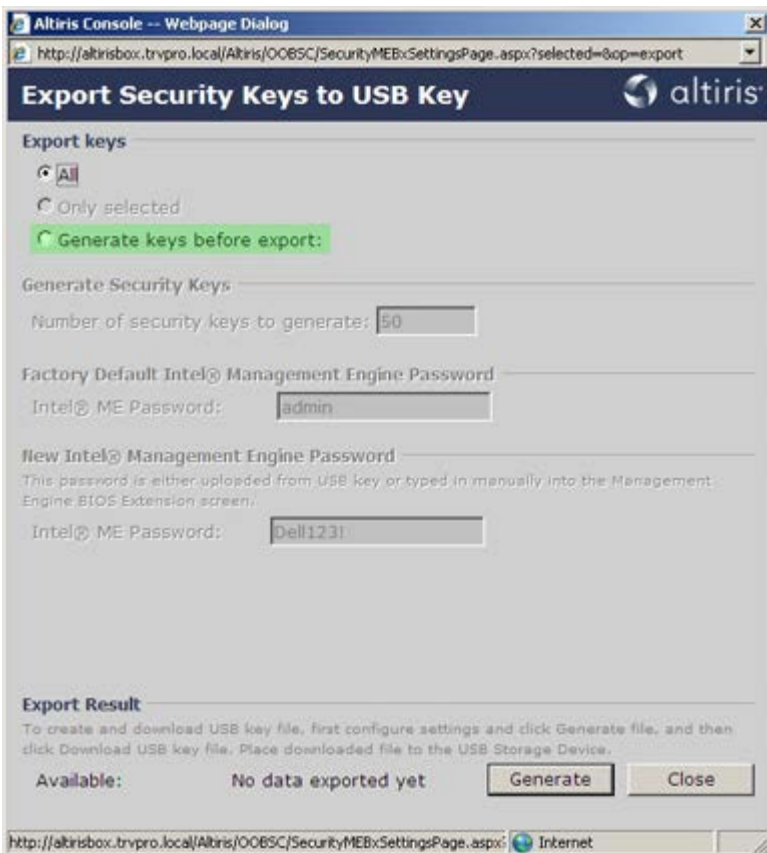 Altiris Console -- Webpage Dialog
http://altirisbox.trvpro.local/Altiris/OOBSC/SecurityMEBxSettingsPage.aspx?selected=&op=export
Export Security Keys to USB Key
altiris
Export keys
All
Only selected
Generate keys before export:
Generate Security Keys
Number of security keys to generate: 50
Factory Default Intel® Management Engine Password
Intel® ME Password: admin
New Intel® Management Engine Password
This password is either uploaded from USB key or typed in manually into the Management
Engine BIOS Extension screen.
Intel® ME Password: Dell123!
Export Result
To create and download USB key file, first configure settings and click Generate file, and then
click Download USB key file. Place downloaded file to the USB Storage Device.
Available: No data exported yet Generate Close
http://altirisbox.trvpro.local/Altiris/OOBSC/SecurityMEBxSettingsPage.aspx? Internet